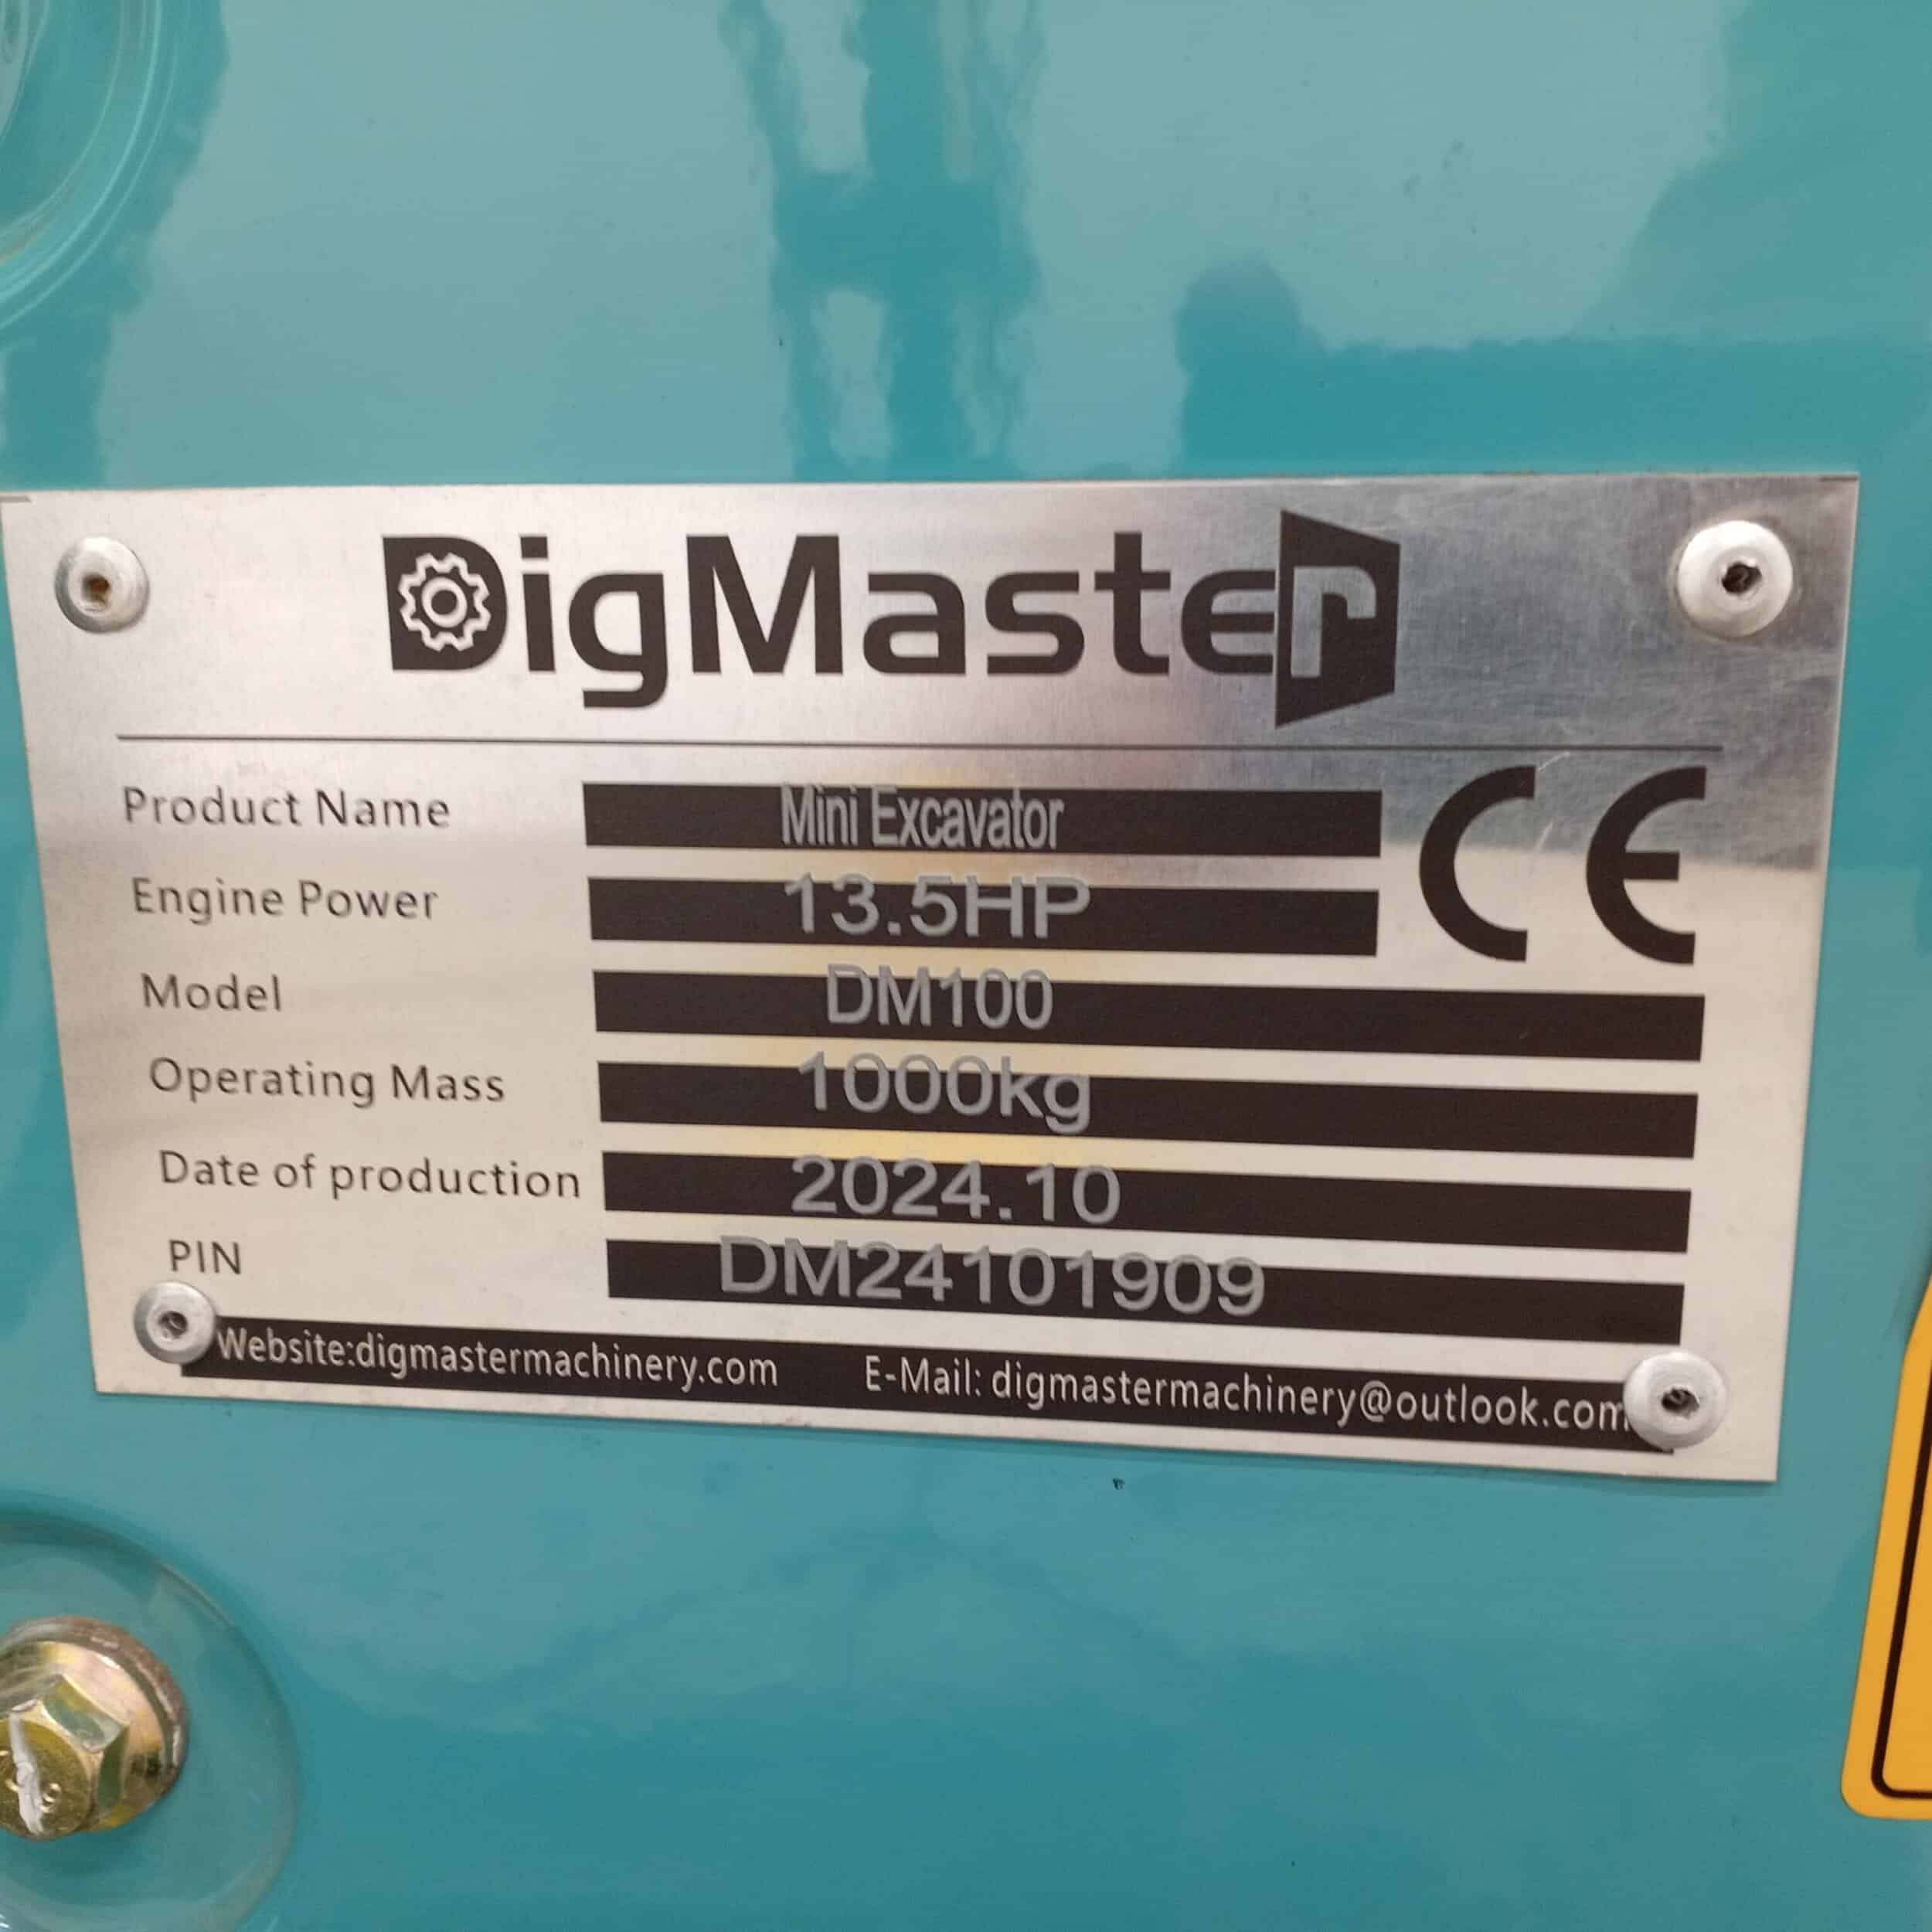 DigMaster
Product Name Mini Excavator
CE
Engine Power 13.5HP
Model DM100
Operating Mass 1000kg
Date of production 2024.10
PIN DM24101909
Website:digmastermachinery.com E-Mail: digmastermachinery@outlook.com